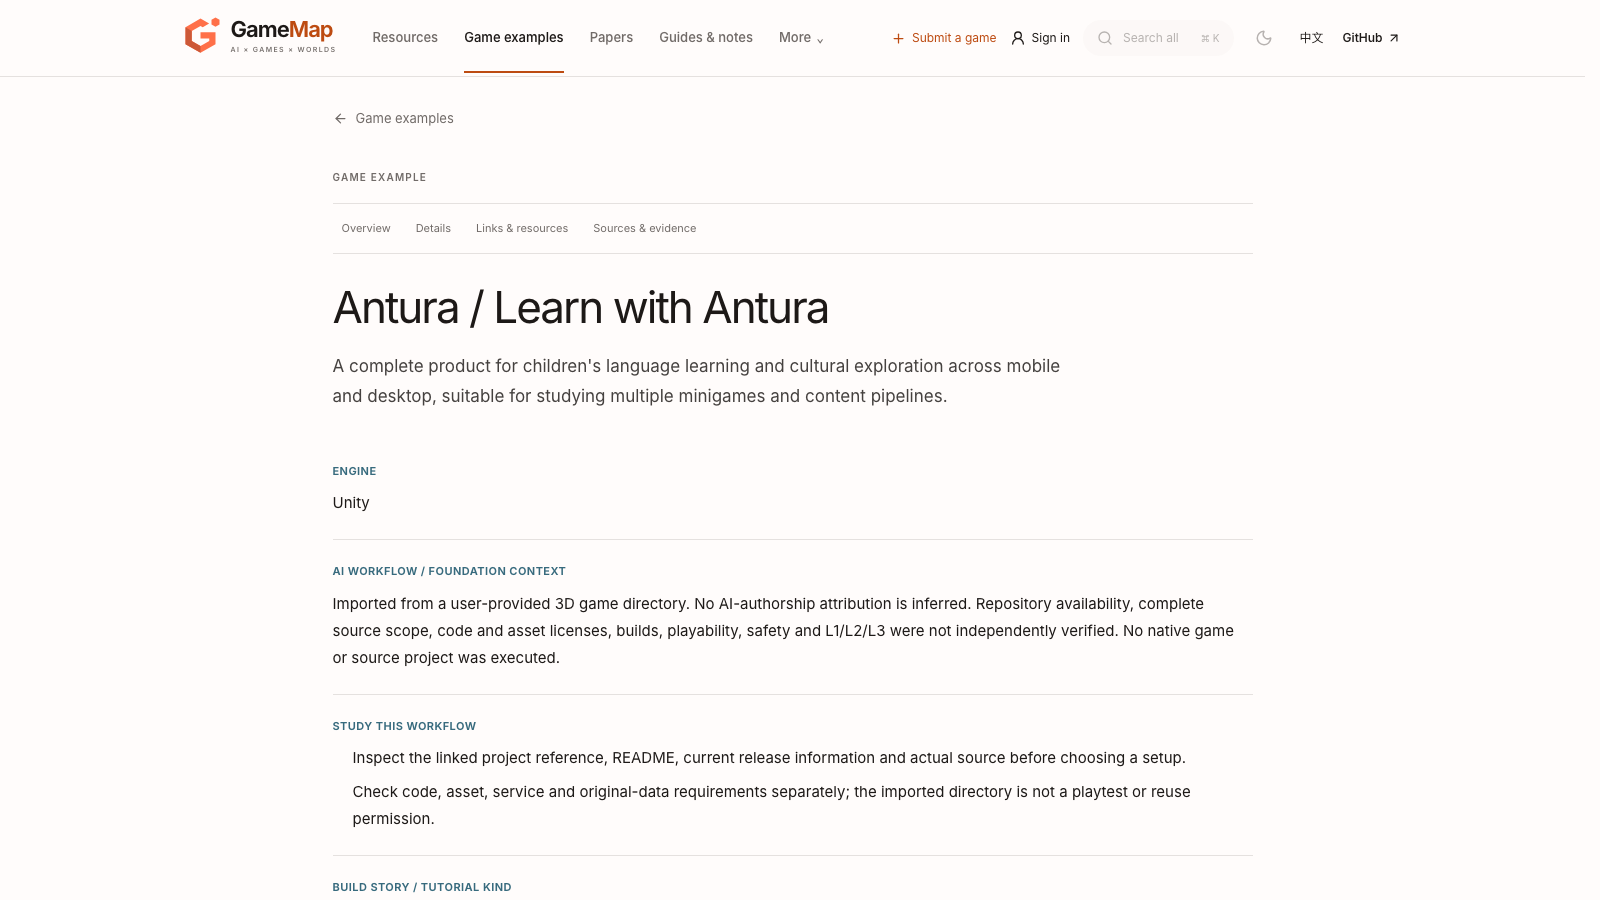 GameMap
AI × GAMES × WORLDS
Resources
Game examples
Papers
Guides & notes
More
Submit a game
Sign in
Search all
⌘ K
中文
GitHub
Game examples
GAME EXAMPLE
Overview
Details
Links & resources
Sources & evidence
Antura / Learn with Antura
A complete product for children's language learning and cultural exploration across mobile
and desktop, suitable for studying multiple minigames and content pipelines.
ENGINE
Unity
AI WORKFLOW / FOUNDATION CONTEXT
Imported from a user-provided 3D game directory. No AI-authorship attribution is inferred. Repository availability, complete
source scope, code and asset licenses, builds, playability, safety and L1/L2/L3 were not independently verified. No native game
or source project was executed.
STUDY THIS WORKFLOW
Inspect the linked project reference, README, current release information and actual source before choosing a setup.
Check code, asset, service and original-data requirements separately; the imported directory is not a playtest or reuse
permission.
BUILD STORY / TUTORIAL KIND